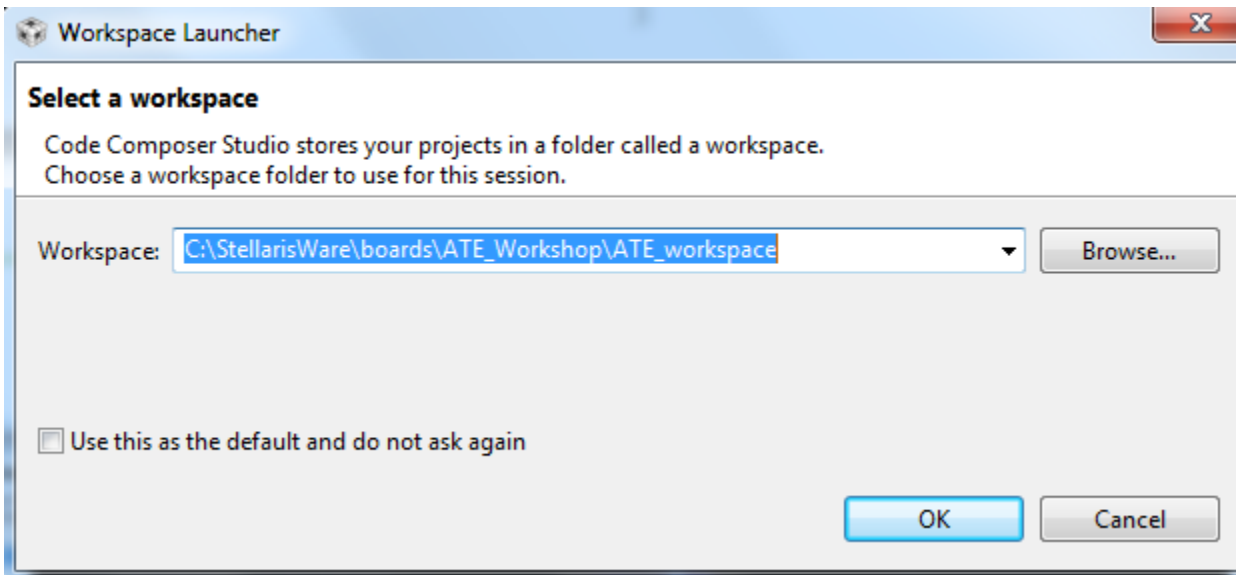 Workspace Launcher
Select a workspace
Code Composer Studio stores your projects in a folder called a workspace.
Choose a workspace folder to use for this session.
Workspace: C:\StellarisWare\boards\ATE_Workshop\ATE_workspace Browse...
Use this as the default and do not ask again
OK Cancel